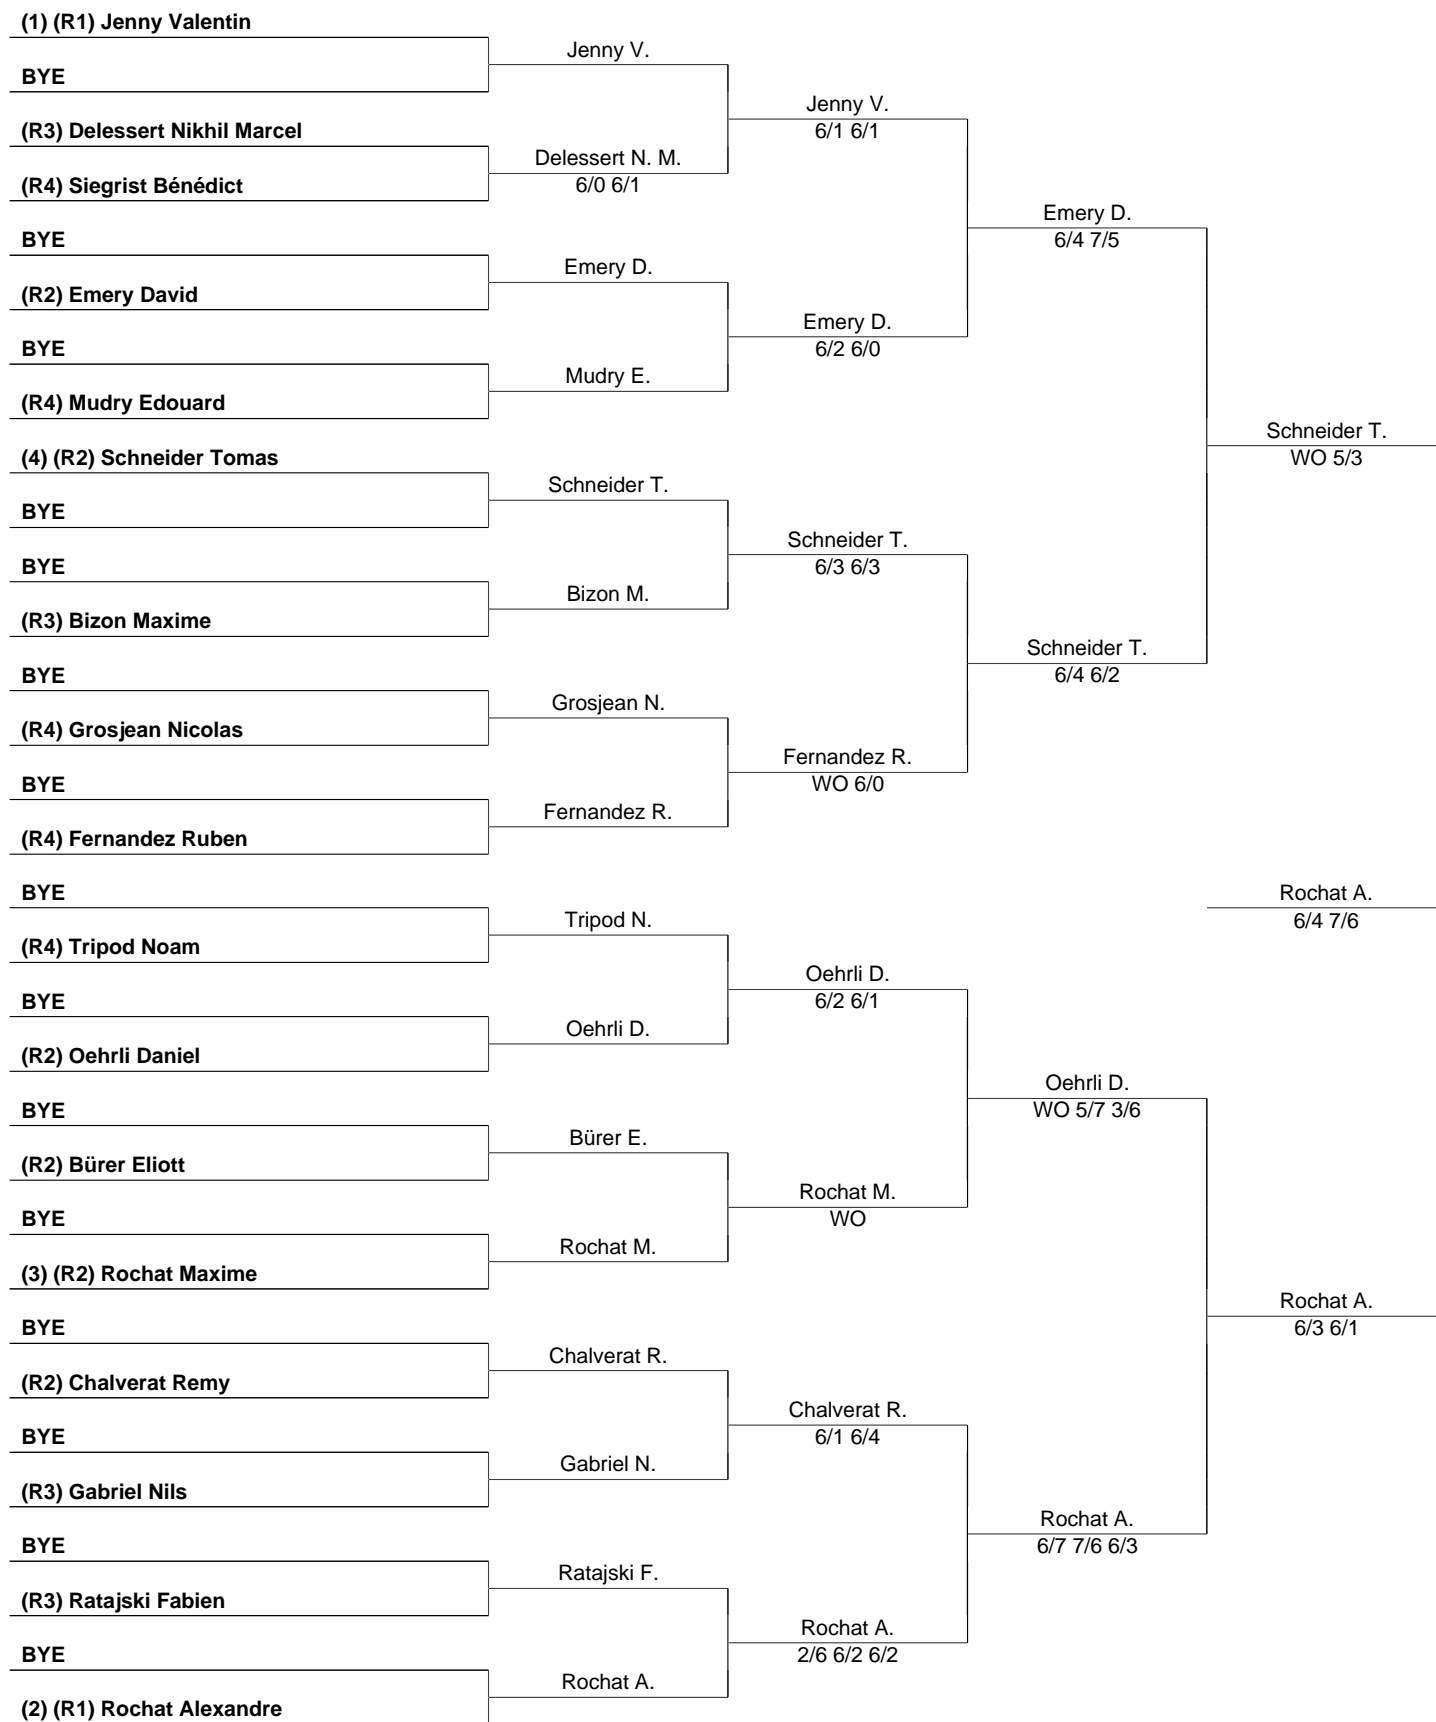 (1) (R1) Jenny Valentin
BYE
(R3) Delessert Nikhil Marcel
(R4) Siegrist Bénédict
BYE
(R2) Emery David
BYE
(R4) Mudry Edouard
(4) (R2) Schneider Tomas
BYE
BYE
(R3) Bizon Maxime
BYE
(R4) Grosjean Nicolas
BYE
(R4) Fernandez Ruben
BYE
(R4) Tripod Noam
BYE
(R2) Oehrli Daniel
BYE
(R2) Bürer Eliott
BYE
(3) (R2) Rochat Maxime
BYE
(R2) Chalverat Remy
BYE
(R3) Gabriel Nils
BYE
(R3) Ratajski Fabien
BYE
(2) (R1) Rochat Alexandre
Jenny V.
Delessert N. M.
6/0 6/1
Emery D.
Mudry E.
Schneider T.
Bizon M.
Grosjean N.
Fernandez R.
Tripod N.
Oehrli D.
Bürer E.
Rochat M.
Chalverat R.
Gabriel N.
Ratajski F.
Rochat A.
Jenny V.
6/1 6/1
Emery D.
6/2 6/0
Schneider T.
6/3 6/3
Fernandez R.
WO 6/0
Oehrli D.
6/2 6/1
Rochat M.
WO
Chalverat R.
6/1 6/4
Rochat A.
2/6 6/2 6/2
Emery D.
6/4 7/5
Schneider T.
6/4 6/2
Oehrli D.
WO 5/7 3/6
Rochat A.
6/7 7/6 6/3
Schneider T.
WO 5/3
Rochat A.
6/4 7/6
Rochat A.
6/3 6/1